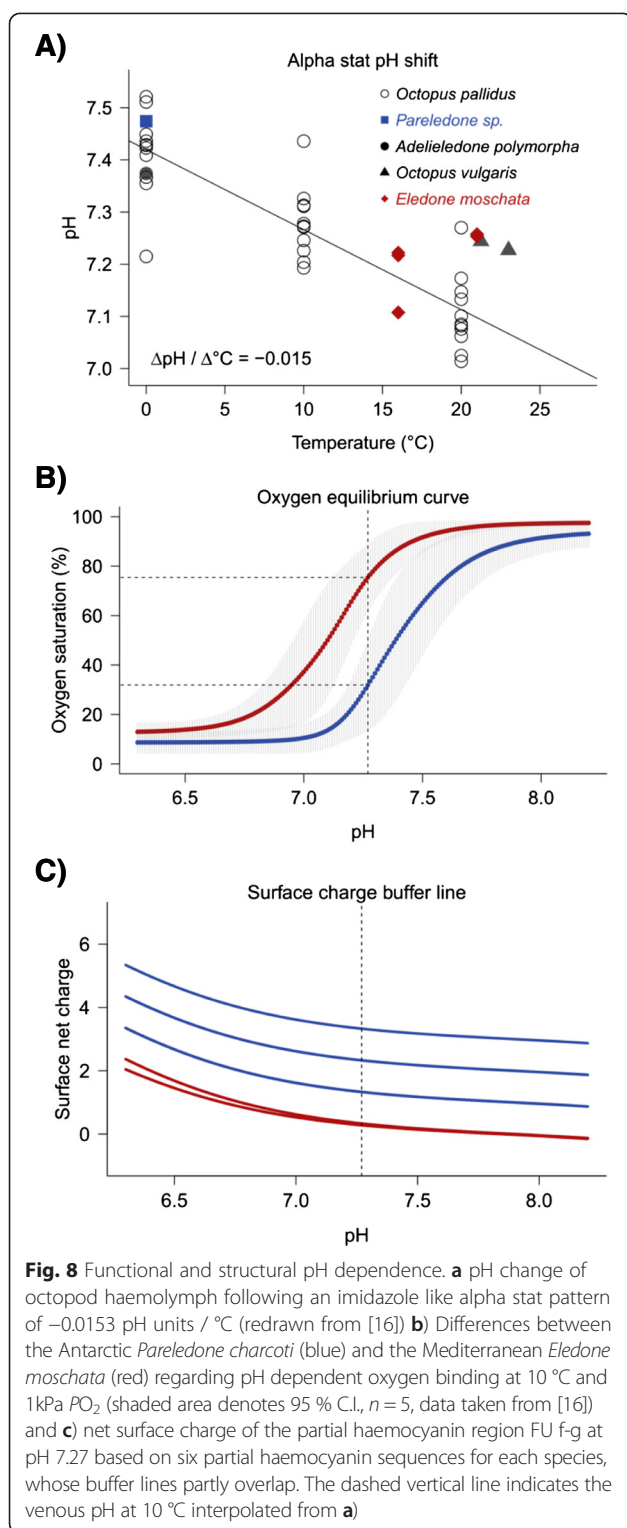 A)
Alpha stat pH shift
7.5
7.4
7.3
7.2
7.1
7.0
pH
Octopus pallidus
Pareledone sp.
Adelieledone polymorpha
Octopus vulgaris
Eledone moschata
ΔpH / Δ°C = −0.015
0 5 10 15 20 25
Temperature (°C)
B)
Oxygen equilibrium curve
100
80
60
40
20
0
Oxygen saturation (%)
6.5 7.0 7.5 8.0
pH
C)
Surface charge buffer line
6
4
2
0
Surface net charge
6.5 7.0 7.5 8.0
pH
Fig. 8 Functional and structural pH dependence. a pH change of
octopod haemolymph following an imidazole like alpha stat pattern
of −0.0153 pH units / °C (redrawn from [16]) b) Differences between
the Antarctic Pareledone charcoti (blue) and the Mediterranean Eledone
moschata (red) regarding pH dependent oxygen binding at 10 °C and
1kPa PO₂ (shaded area denotes 95 % C.I., n = 5, data taken from [16])
and c) net surface charge of the partial haemocyanin region FU f-g at
pH 7.27 based on six partial haemocyanin sequences for each species,
whose buffer lines partly overlap. The dashed vertical line indicates the
venous pH at 10 °C interpolated from a)